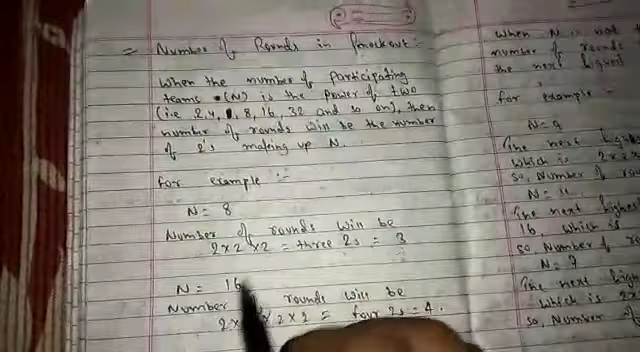 = Number of Rounds in Knockout :-
When the number of Participating
teams (N) is the Power of two
(i.e 2, 4, 8, 16, 32 and so on), then
number of rounds will be the number
of 2's making up N.
for example :-
N = 8
Number of rounds will be
2×2×2 = three 2s = 3
N = 16
Number rounds will be
2× ×2×2 = four 2s = 4.
When N is not
number of rounds
the next
for example -
N=
The next
which is 2×2×
so, Number of
N = 11
The next highest
16, which is
so Number of
N = 7
The next
which is 2×
so, Number of